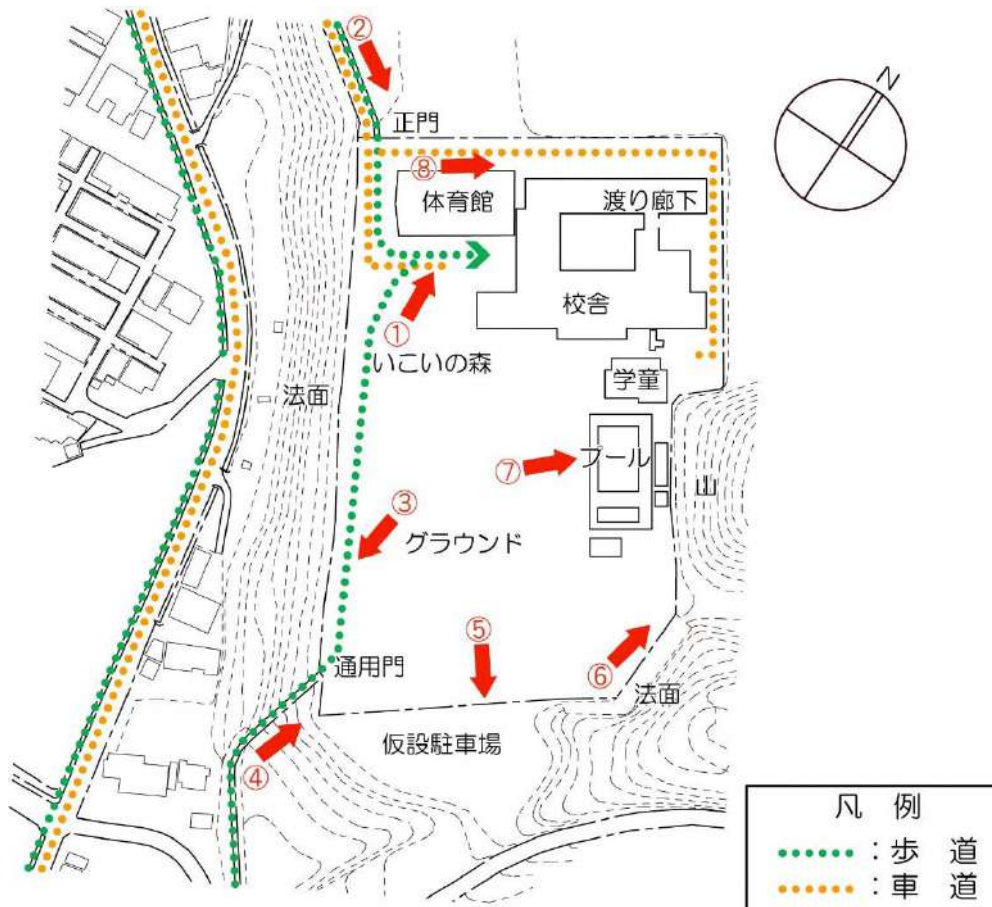 ②
N
正門
⑧
体育館
渡り廊下
校舎
①
いこいの森
学童
法面
⑦
プール
山
③
グラウンド
⑤
⑥
通用門
法面
仮設駐車場
④
凡 例
:歩 道
:車 道